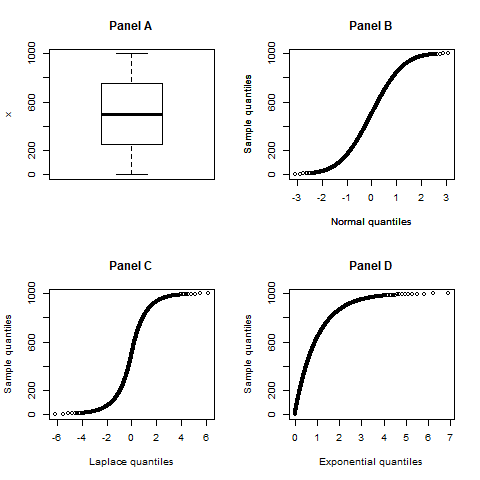 Panel A
x
0
200
600
1000
Panel B
Sample quantiles
0
200
600
1000
-3 -2 -1 0 1 2 3
Normal quantiles
Panel C
Sample quantiles
0
200
600
1000
-6 -4 -2 0 2 4 6
Laplace quantiles
Panel D
Sample quantiles
0
200
600
1000
0 1 2 3 4 5 6 7
Exponential quantiles